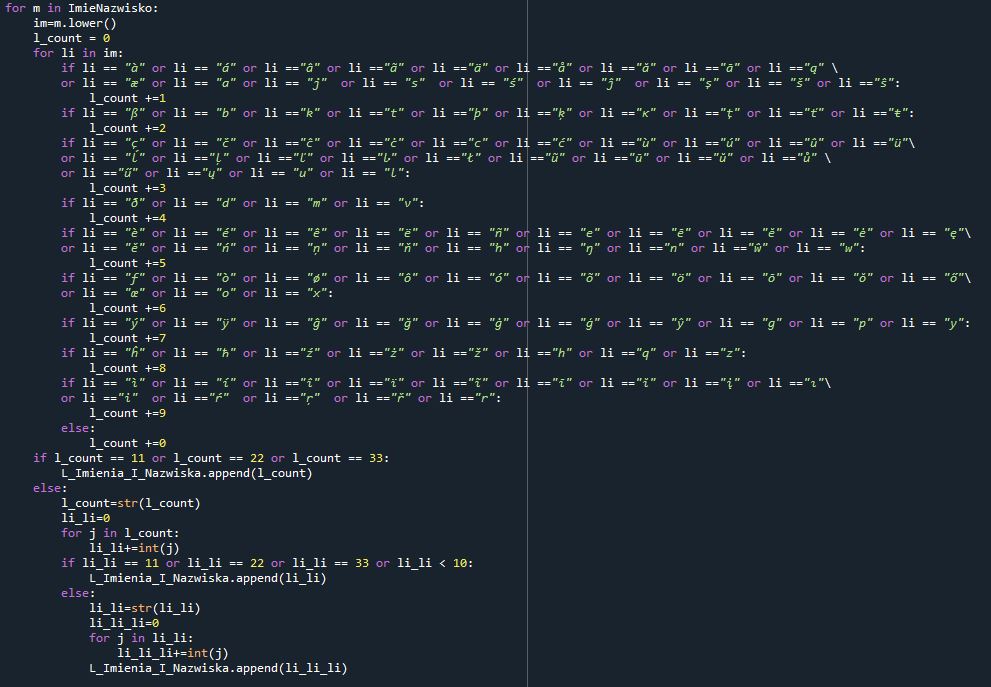 for m in ImieNazwisko:
    im=m.lower()
    l_count = 0
    for li in im:
        if li == "à" or li == "á" or li =="â" or li =="ã" or li =="ä" or li =="å" or li =="ă" or li =="ā" or li =="ą" \
        or li == "æ" or li == "a" or li == "j"  or li == "s"  or li == "ś"  or li == "ĵ"  or li == "ş" or li == "š" or li =="ŝ":
            l_count +=1
        if li == "ß" or li == "b" or li =="k" or li =="t" or li =="þ" or li =="ķ" or li =="ĸ" or li =="ţ" or li =="ť" or li =="ŧ":
            l_count +=2
        if li == "ç" or li == "č" or li =="ĉ" or li =="ċ" or li =="c" or li =="ć" or li =="ù" or li =="ú" or li =="û" or li =="ü"\
        or li == "ĺ" or li =="ļ" or li =="ľ" or li =="Ŀ" or li =="Ł" or li =="ũ" or li =="ū" or li =="ŭ" or li =="ů" \
        or li =="ű" or li =="ų" or li == "u" or li == "l":
            l_count +=3
        if li == "ð" or li == "d" or li == "m" or li == "v":
            l_count +=4
        if li == "è" or li == "é" or li == "ê" or li == "ë" or li == "ñ" or li == "e" or li == "ē" or li == "ĕ" or li == "ė" or li == "ę"\
        or li == "ě" or li == "ń" or li == "ņ" or li == "ň" or li == "ŉ" or li == "ŋ" or li =="n" or li =="ŵ" or li == "w":
            l_count +=5
        if li == "ƒ" or li == "ò" or li == "ø" or li == "ô" or li == "ó" or li == "õ" or li == "ö" or li == "ō" or li == "ŏ" or li == "ő"\
        or li == "œ" or li == "o" or li == "x":
            l_count +=6
        if li == "ý" or li == "ÿ" or li == "ĝ" or li == "ğ" or li == "ġ" or li == "ģ" or li == "ŷ" or li == "g" or li == "p" or li == "y":
            l_count +=7
        if li == "ĥ" or li == "ħ" or li == "ź" or li =="ż" or li =="ž" or li =="h" or li =="q" or li =="z":
            l_count +=8
        if li == "ì" or li == "í" or li =="î" or li =="ï" or li =="ĩ" or li =="ī" or li =="ĭ" or li =="į" or li =="ı"\
        or li =="i"  or li =="ŕ"  or li =="ŗ"  or li =="ř" or li =="r":
            l_count +=9
        else:
            l_count +=0
    if l_count == 11 or l_count == 22 or l_count == 33:
        L_Imienia_I_Nazwiska.append(l_count)
    else:
        l_count=str(l_count)
        li_li=0
        for j in l_count:
            li_li+=int(j)
        if li_li == 11 or li_li == 22 or li_li == 33 or li_li < 10:
            L_Imienia_I_Nazwiska.append(li_li)
        else:
            li_li=str(li_li)
            li_li_li=0
            for j in li_li:
                li_li_li+=int(j)
            L_Imienia_I_Nazwiska.append(li_li_li)